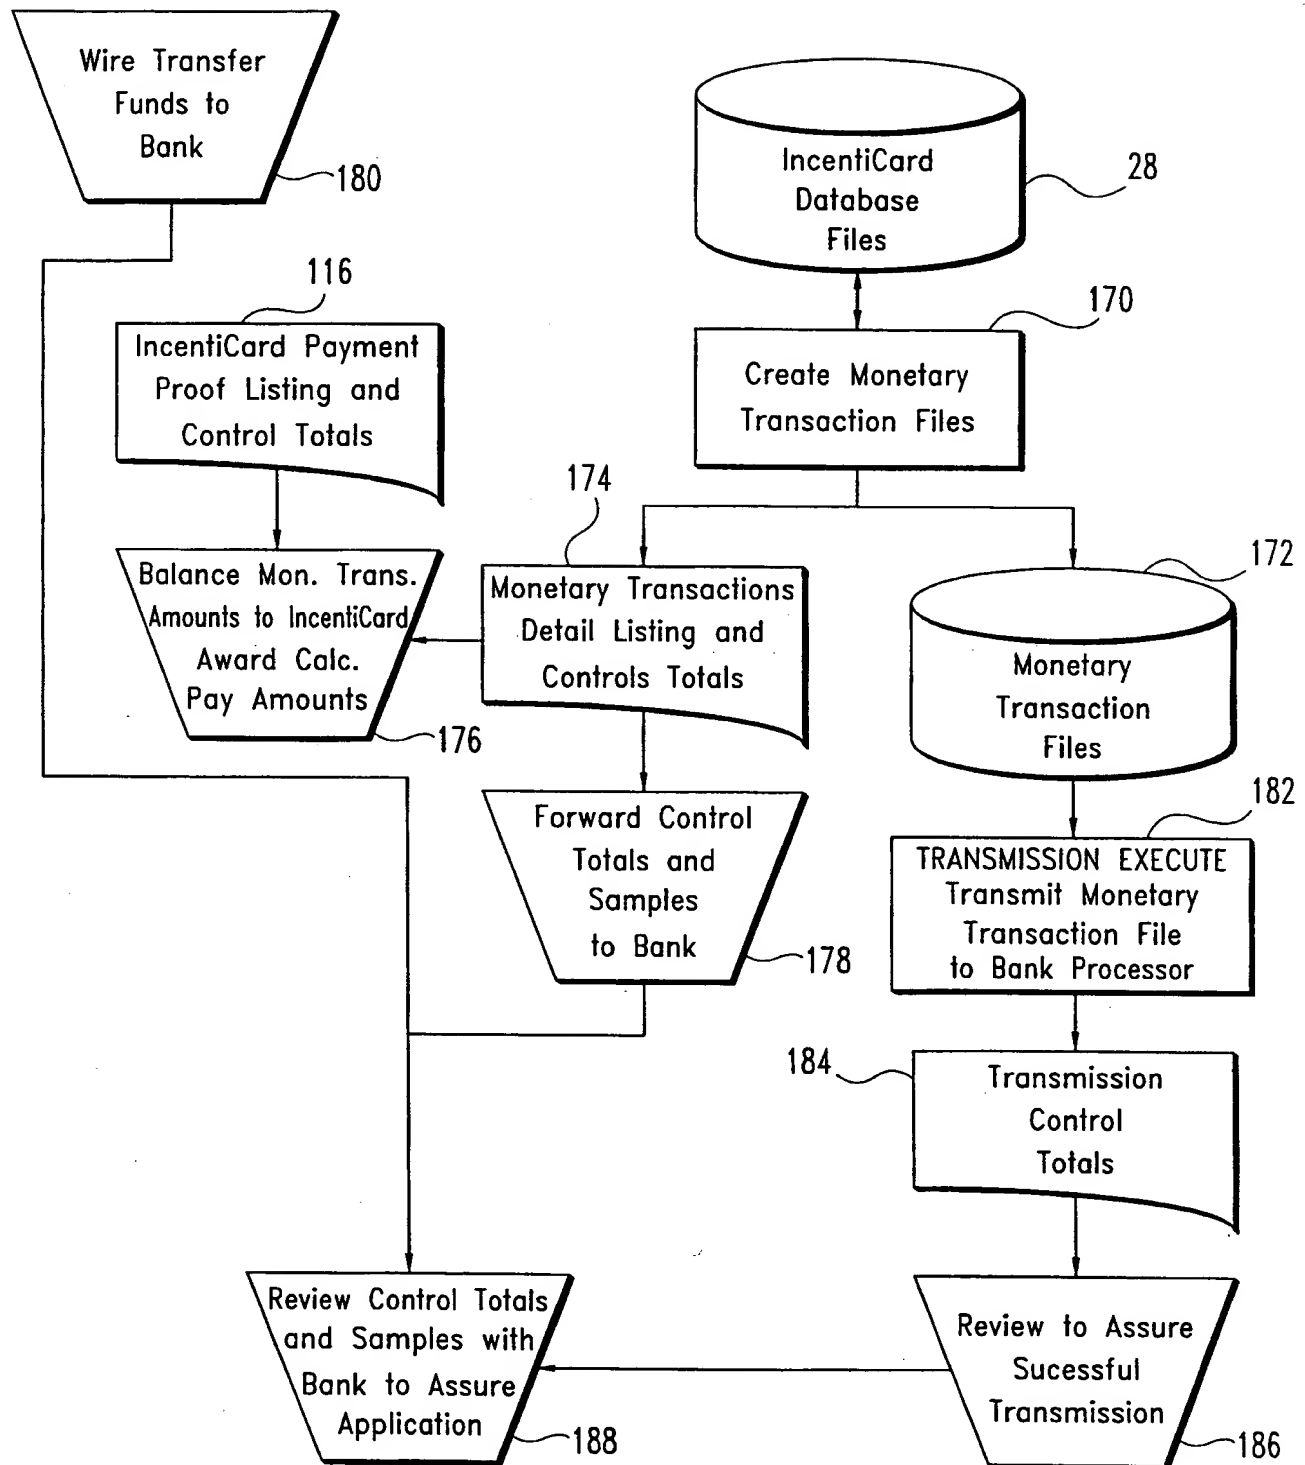 Wire Transfer
Funds to
Bank
180
IncentiCard
Database
Files
28
116
IncentiCard Payment
Proof Listing and
Control Totals
170
Create Monetary
Transaction Files
174
Monetary Transactions
Detail Listing and
Controls Totals
172
Monetary
Transaction
Files
Balance Mon. Trans.
Amounts to IncentiCard
Award Calc.
Pay Amounts
176
Forward Control
Totals and
Samples
to Bank
178
182
TRANSMISSION EXECUTE
Transmit Monetary
Transaction File
to Bank Processor
184
Transmission
Control
Totals
Review Control Totals
and Samples with
Bank to Assure
Application
188
Review to Assure
Sucessful
Transmission
186